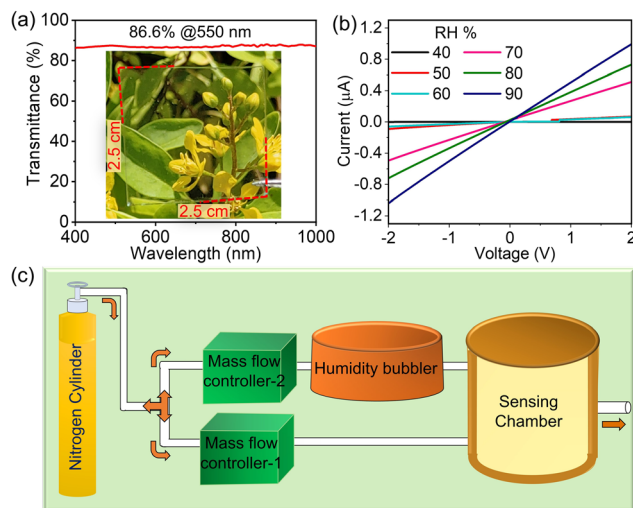 (a)
86.6% @550 nm
100
80
60
40
20
0
Transmittance (%)
2.5 cm
2.5 cm
400 500 600 700 800 900 1000
Wavelength (nm)
(b)
RH %
40 70
50 80
60 90
1.2
0.8
0.4
0.0
-0.4
-0.8
-1.2
Current (μA)
-2 -1 0 1 2
Voltage (V)
(c)
Nitrogen Cylinder
Mass flow
controller-2
Humidity bubbler
Mass flow
controller-1
Sensing
Chamber